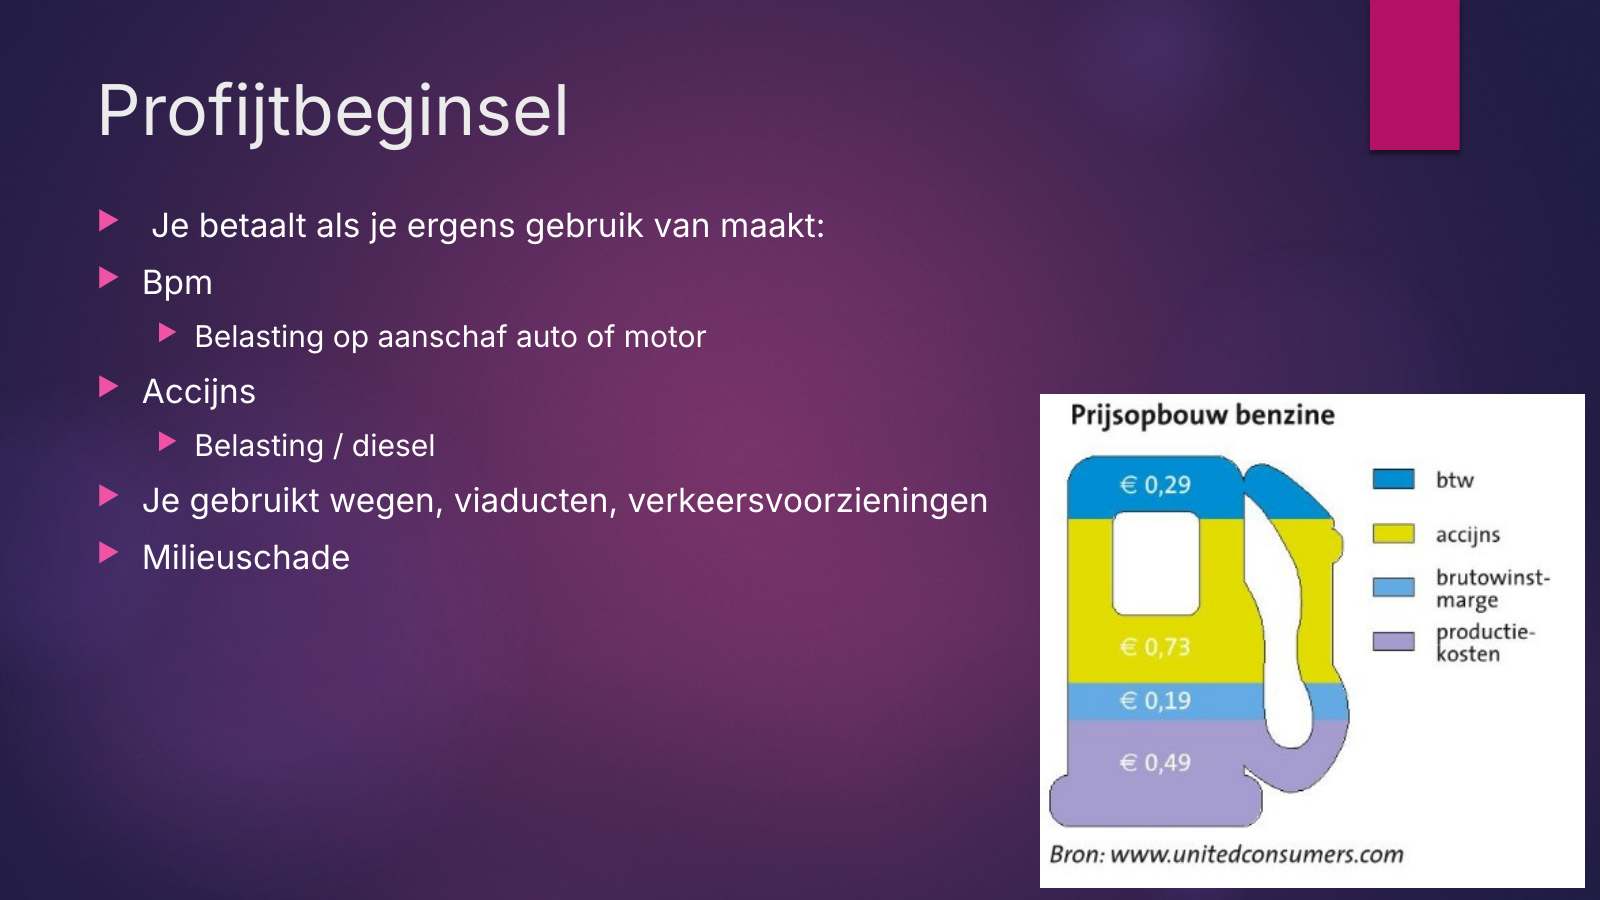 Profijtbeginsel
Je betaalt als je ergens gebruik van maakt:
Bpm
Belasting op aanschaf auto of motor
Accijns
Belasting / diesel
Je gebruikt wegen, viaducten, verkeersvoorzieningen
Milieuschade
Prijsopbouw benzine
€ 0,29
€ 0,73
€ 0,19
€ 0,49
btw
accijns
brutowinst-
marge
productie-
kosten
Bron: www.unitedconsumers.com